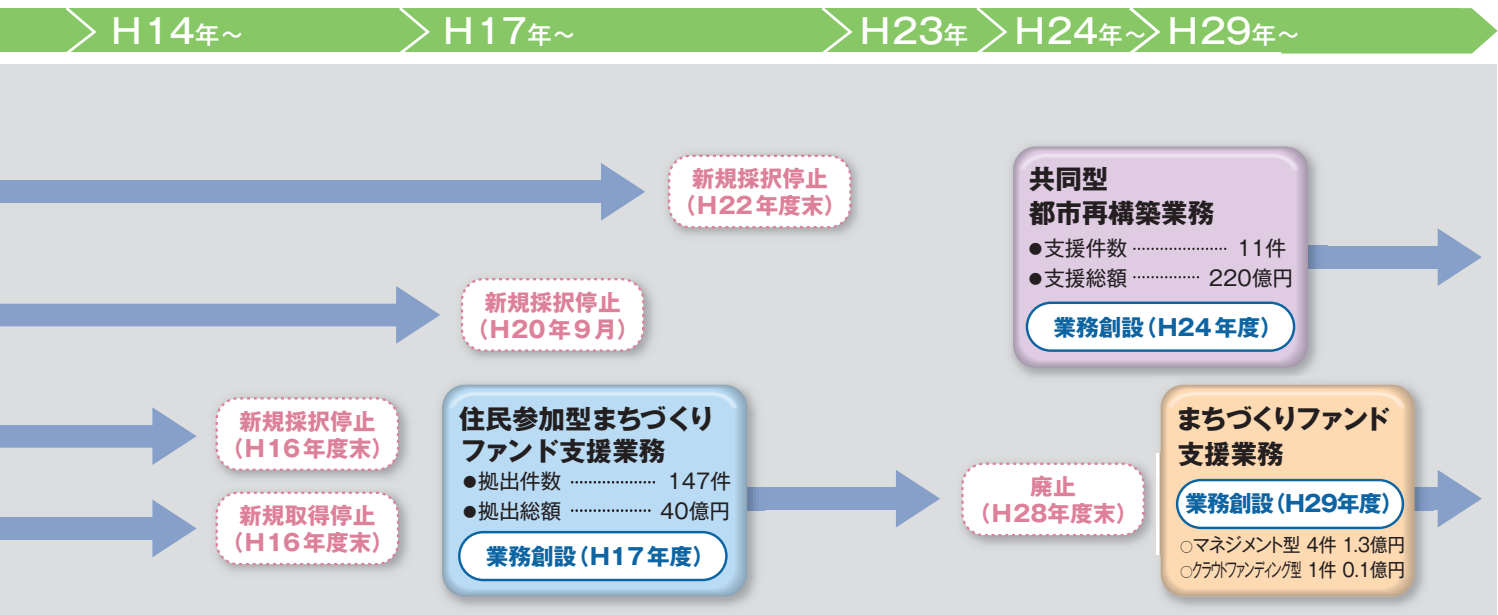 H14年~
H17年~
H23年
H24年~
H29年~
新規採択停止
(H22年度末)
共同型
都市再構築業務
●支援件数 ………………… 11件
●支援総額 …………… 220億円
業務創設(H24年度)
新規採択停止
(H20年9月)
新規採択停止
(H16年度末)
新規取得停止
(H16年度末)
住民参加型まちづくり
ファンド支援業務
●拠出件数 ……………… 147件
●拠出総額 …………… 40億円
業務創設(H17年度)
廃止
(H28年度末)
まちづくりファンド
支援業務
業務創設(H29年度)
○マネジメント型 4件 1.3億円
○クラウドファンディング型 1件 0.1億円